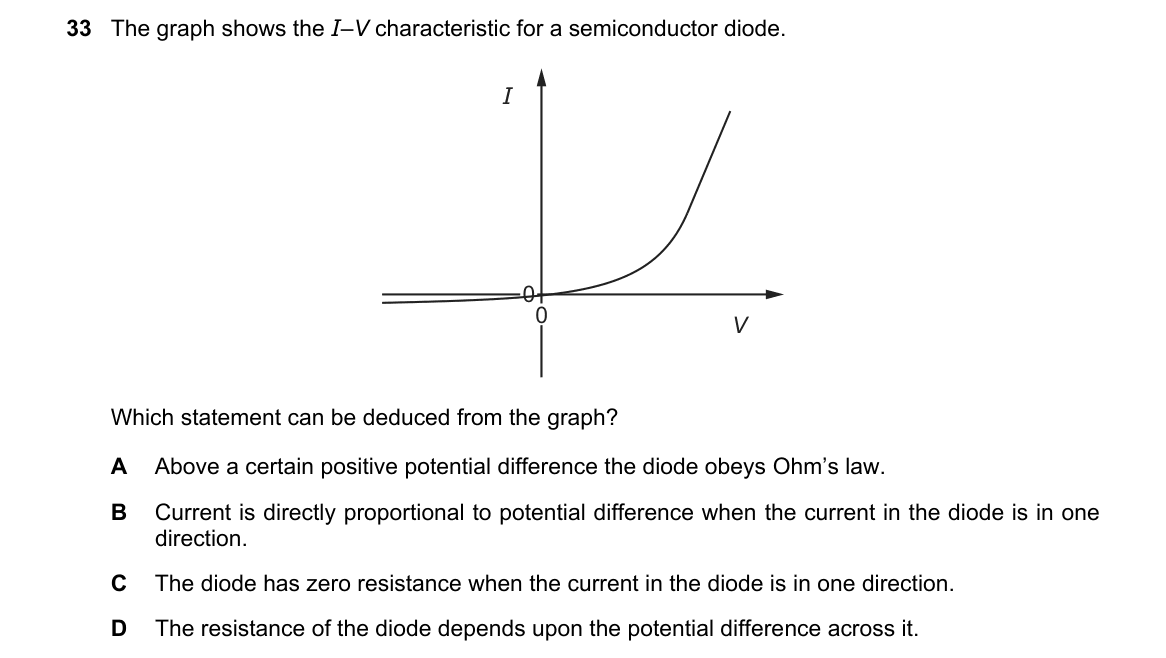 33 The graph shows the I–V characteristic for a semiconductor diode.
I
0
0
V
Which statement can be deduced from the graph?
A Above a certain positive potential difference the diode obeys Ohm’s law.
B Current is directly proportional to potential difference when the current in the diode is in one
direction.
C The diode has zero resistance when the current in the diode is in one direction.
D The resistance of the diode depends upon the potential difference across it.